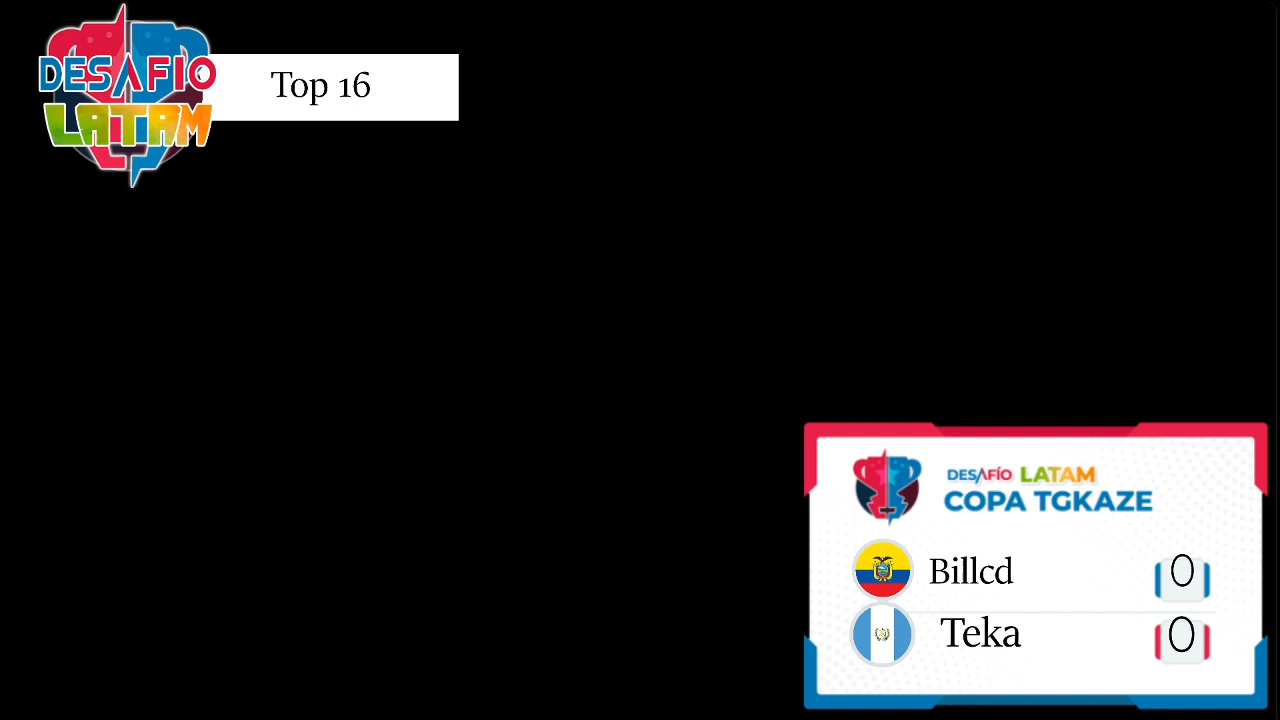 DESAFIO
LATAM
Top 16
DESAFÍO LATAM
COPA TGKAZE
Billcd 0
Teka 0